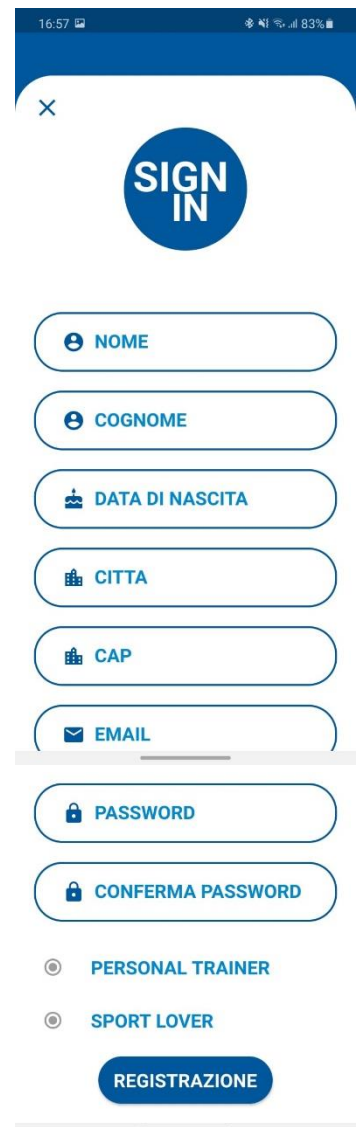 16:57 83%
SIGN
IN
NOME
COGNOME
DATA DI NASCITA
CITTA
CAP
EMAIL
PASSWORD
CONFERMA PASSWORD
PERSONAL TRAINER
SPORT LOVER
REGISTRAZIONE